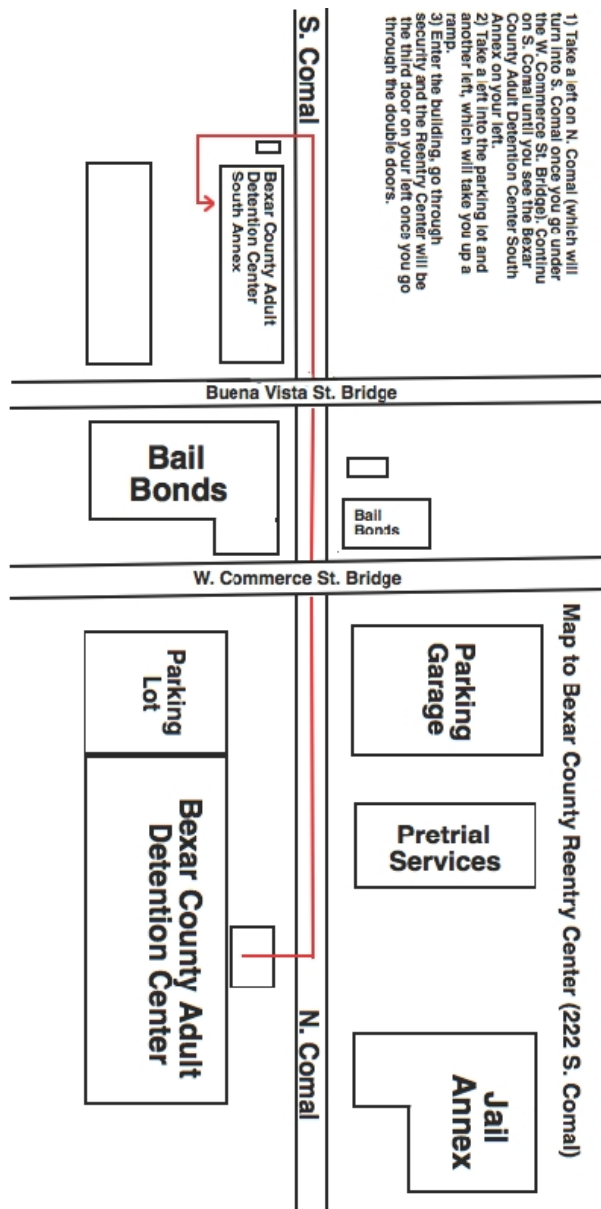 1) Take a left on N. Comal (which will
turn into S. Comal once you go under
the W. Commerce St. Bridge). Continu
on S. Comal until you see the Bexar
County Adult Detention Center South
Annex on your left.
2) Take a left into the parking lot and
another left, which will take you up a
ramp.
3) Enter the building, go through
security and the Reentry Center will be
the third door on your left once you go
through the double doors.
Map to Bexar County Reentry Center (222 S. Comal)
Bail
Bonds
Parking
Garage
Pretrial
Services
Jail
Annex
S. Comal
Buena Vista St. Bridge
W. Commerce St. Bridge
N. Comal
Bexar County Adult
Detention Center
South Annex
Bail
Bonds
Parking
Lot
Bexar County Adult
Detention Center